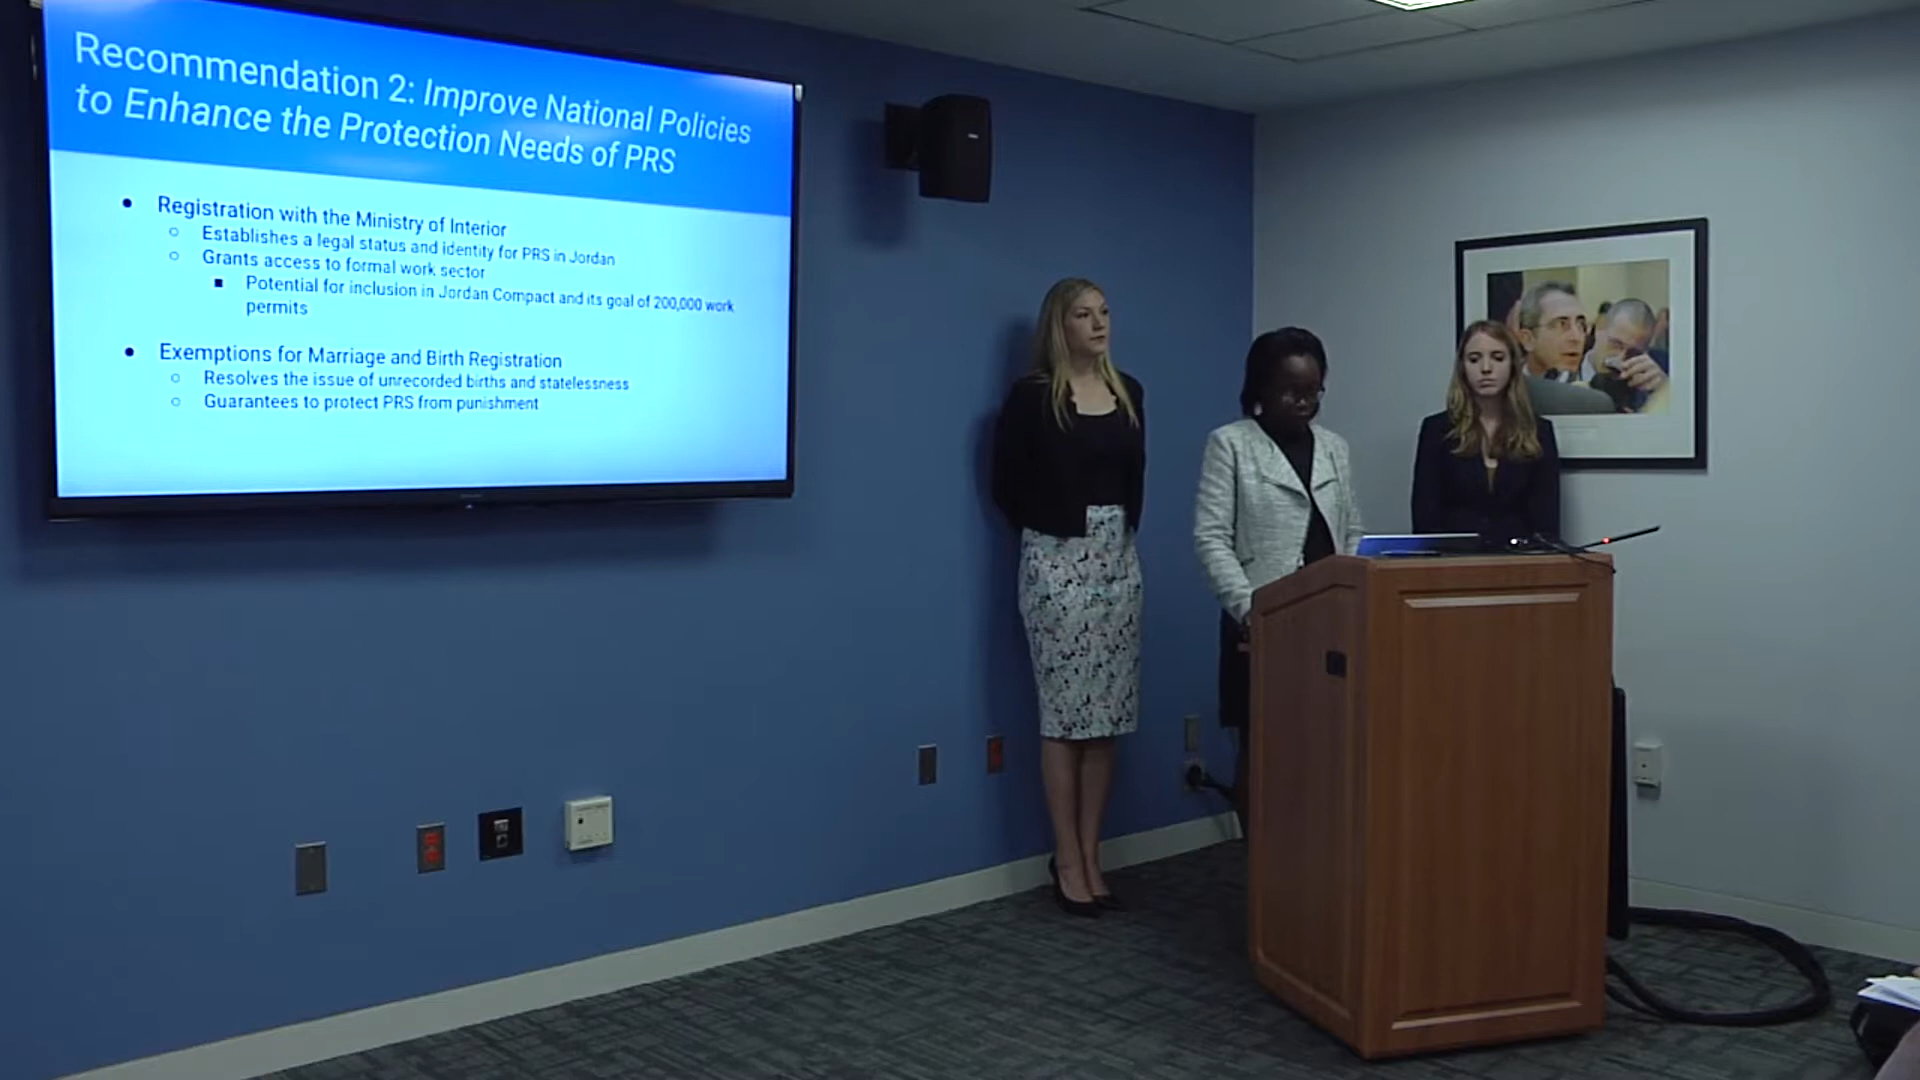 Recommendation 2: Improve National Policies
to Enhance the Protection Needs of PRS
● Registration with the Ministry of Interior
○ Establishes a legal status and identity for PRS in Jordan
○ Grants access to formal work sector
■ Potential for inclusion in Jordan Compact and its goal of 200,000 work
permits
● Exemptions for Marriage and Birth Registration
○ Resolves the issue of unrecorded births and statelessness
○ Guarantees to protect PRS from punishment